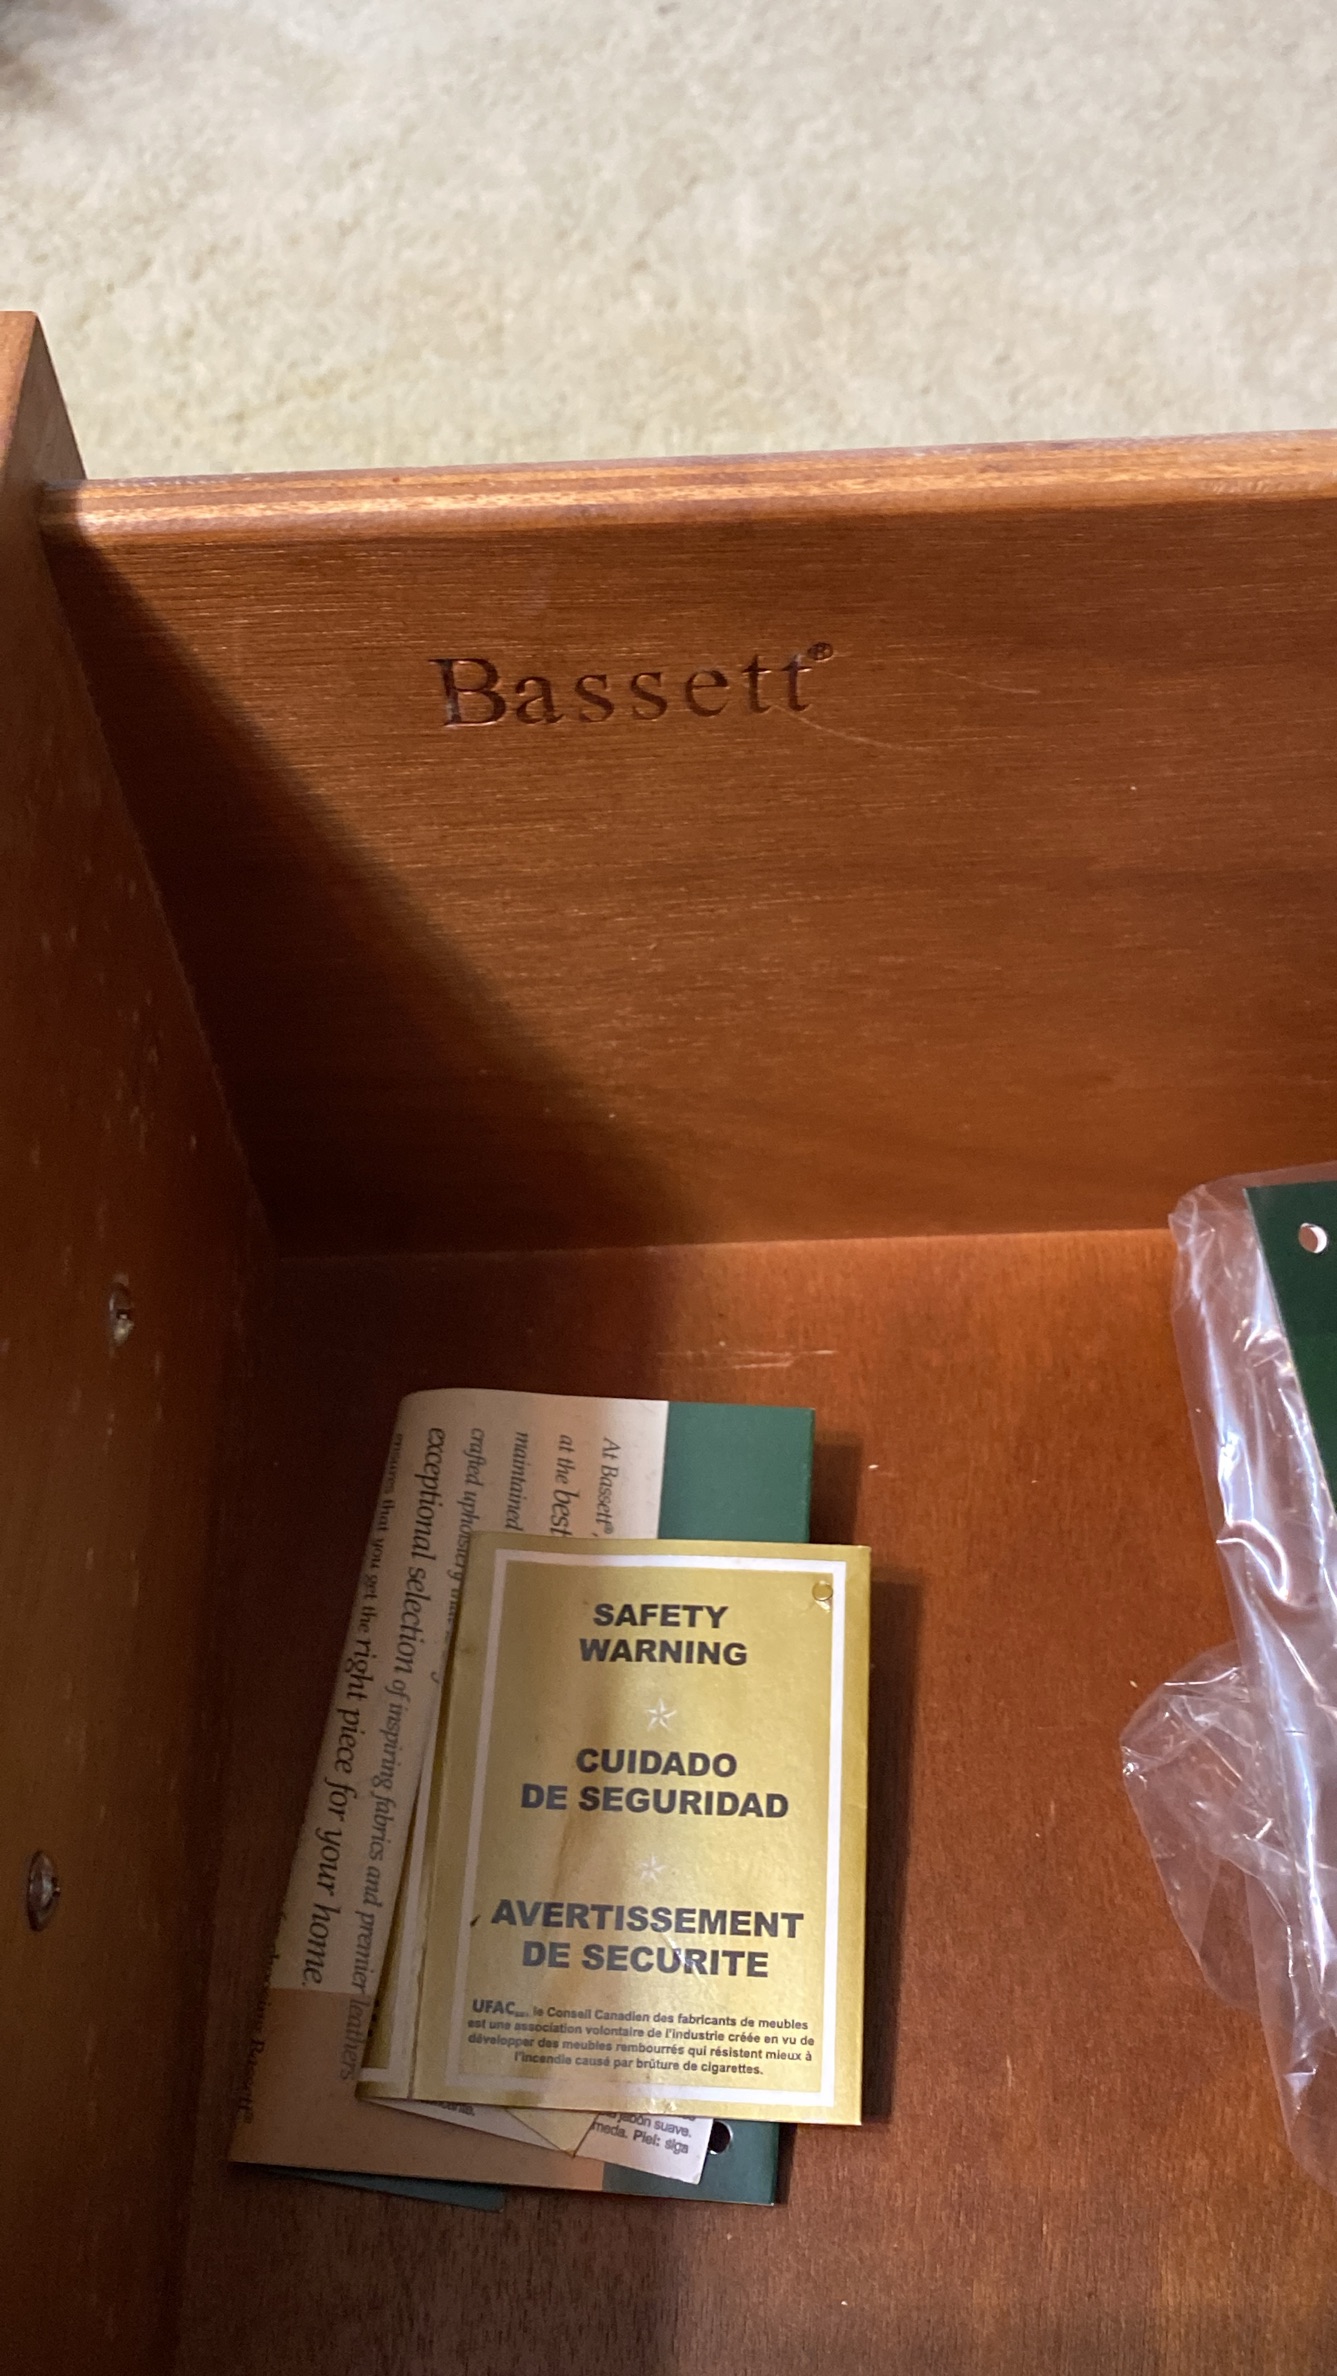 Bassett®
At Bassett®,
at the best
maintained
crafted upholstery
exceptional selection of inspiring fabrics and premier leathers
ensures that you get the right piece for your home.
SAFETY
WARNING
CUIDADO
DE SEGURIDAD
AVERTISSEMENT
DE SECURITE
UFAC... le Conseil Canadien des fabricants de meubles
est une association volontaire de l'industrie créée en vu de
développer des meubles rembourrés qui résistent mieux à
l'incendie causé par brûture de cigarettes.
jabón suave.
Piel: siga